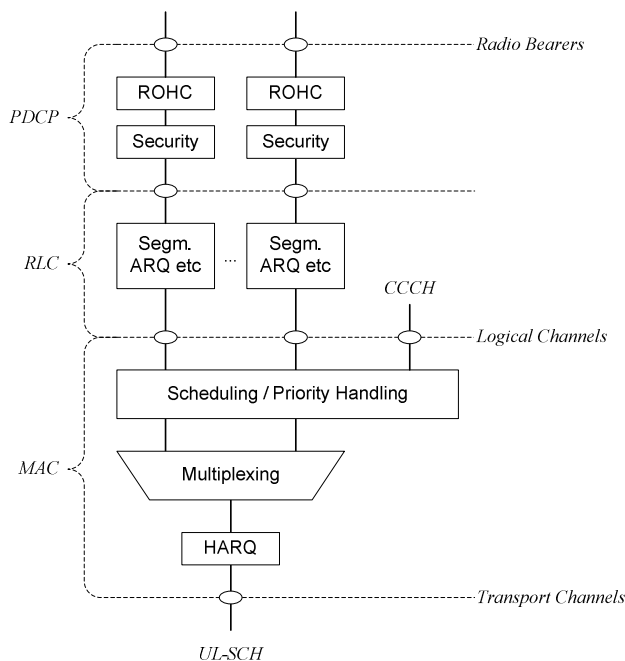 Radio Bearers
ROHC
ROHC
PDCP
Security
Security
Segm.
ARQ etc
...
Segm.
ARQ etc
RLC
CCCH
Logical Channels
Scheduling / Priority Handling
MAC
Multiplexing
HARQ
Transport Channels
UL-SCH